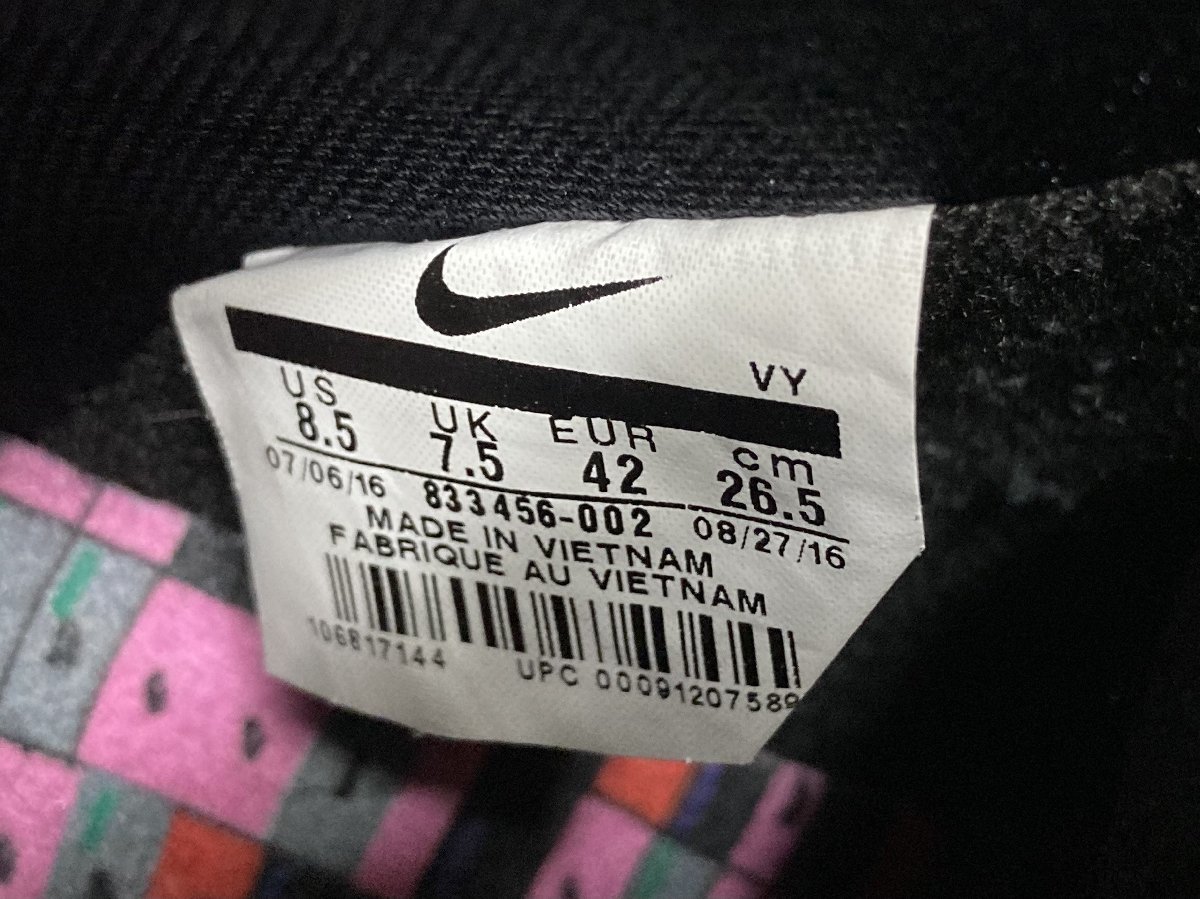 VY
US UK EUR cm
8.5 7.5 42 26.5
07/06/16 833456-002 08/27/16
MADE IN VIETNAM
FABRIQUE AU VIETNAM
106817144 UPC 00091207589